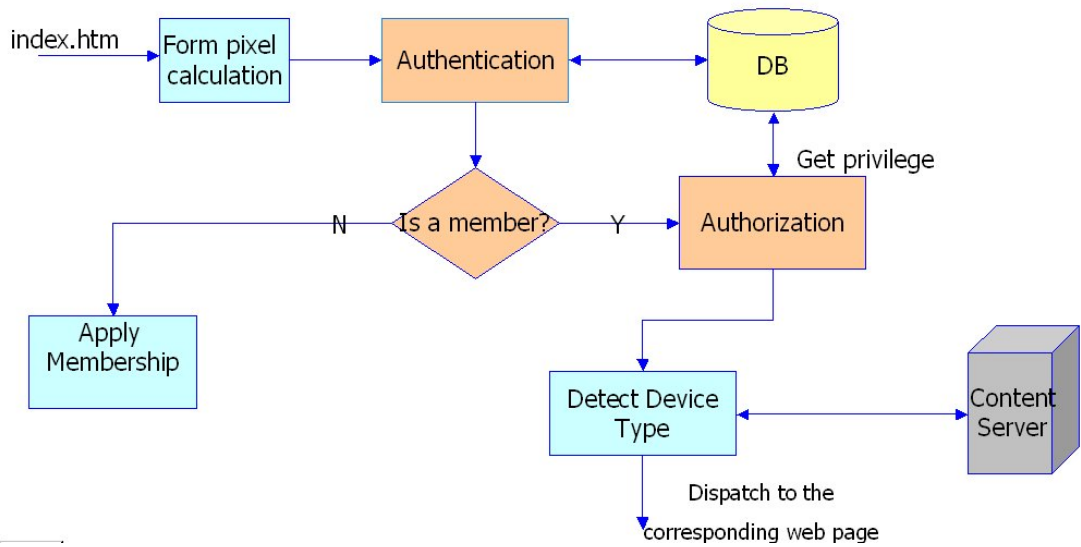 index.htm
Form pixel
calculation
Authentication
DB
Get privilege
N
Is a member?
Y
Authorization
Apply
Membership
Detect Device
Type
Content
Server
Dispatch to the
corresponding web page